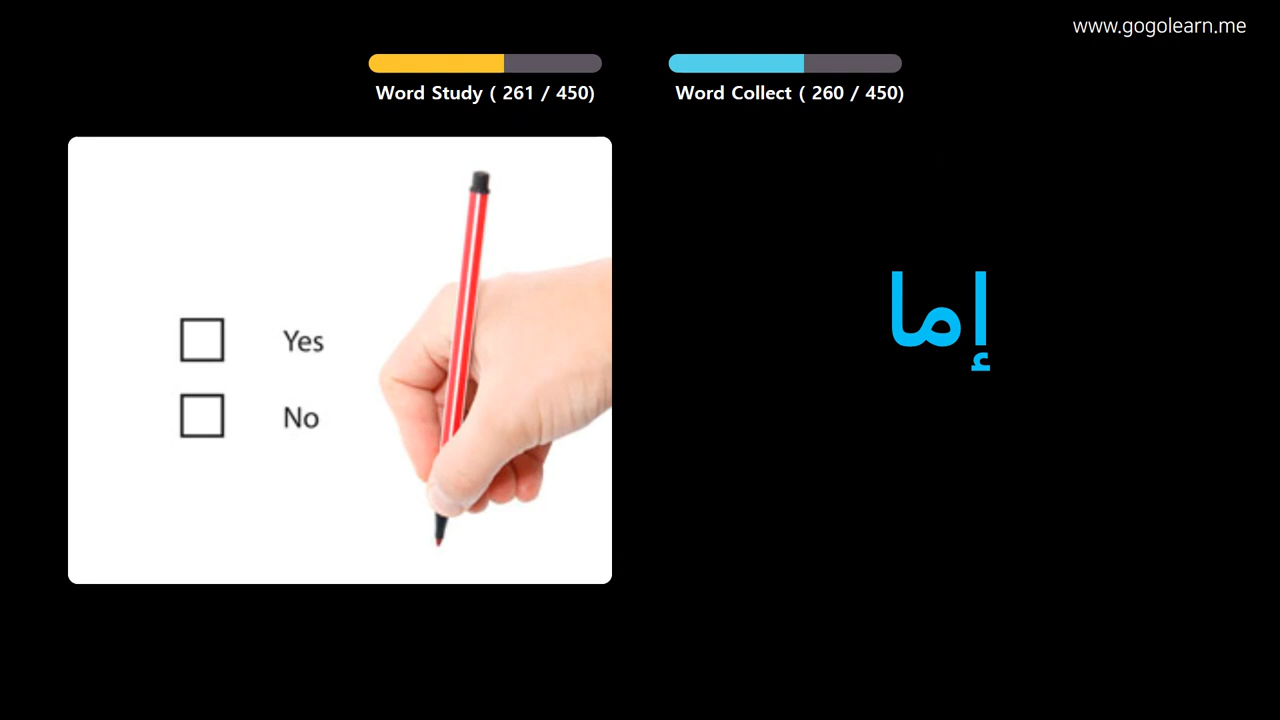 www.gogolearn.me
Word Study ( 261 / 450)
Word Collect ( 260 / 450)
إما
Yes
No